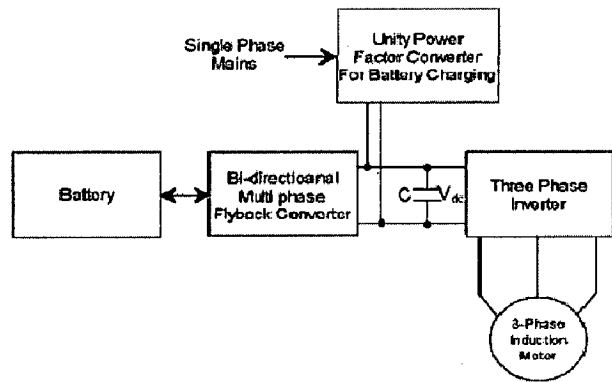 Unity Power
Factor Converter
For Battery Charging
Single Phase
Mains
Battery
Bi-directioanal
Multi phase
Flyback Converter
C
Vdc
Three Phase
Inverter
3-Phase
Induction
Motor